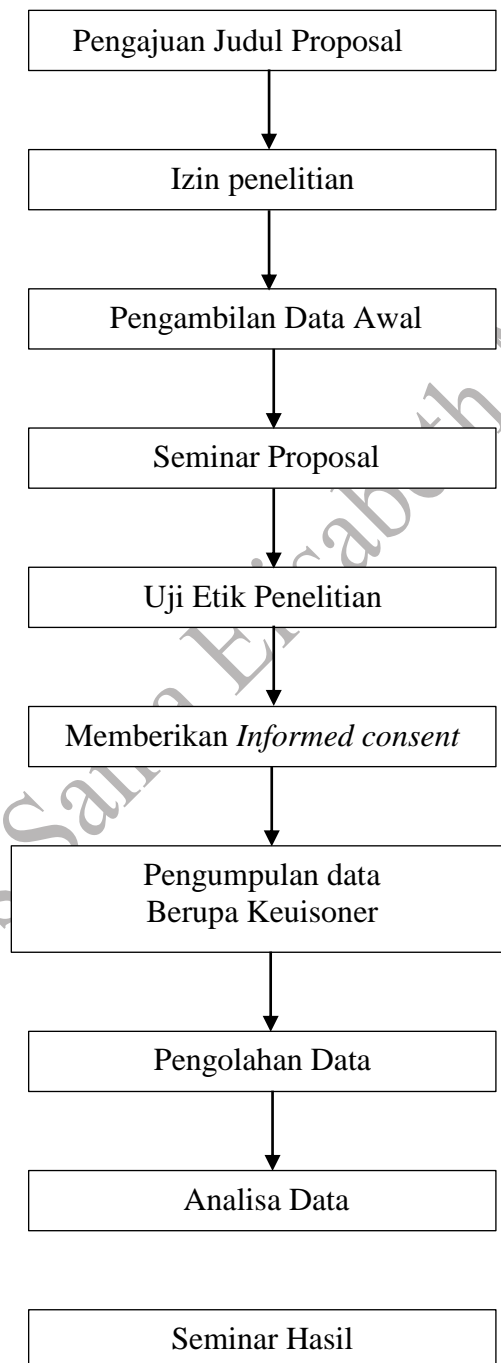 Pengajuan Judul Proposal
Izin penelitian
Pengambilan Data Awal
Seminar Proposal
Uji Etik Penelitian
Memberikan Informed consent
Pengumpulan data
Berupa Keuisoner
Pengolahan Data
Analisa Data
Seminar Hasil